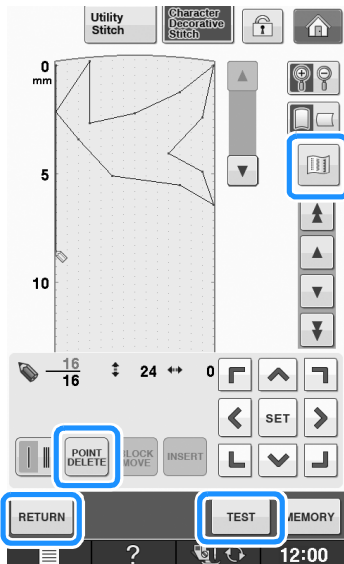 Utility
Stitch
Character
Decorative
Stitch
0
mm
5
10
16
16
24
0
SET
POINT
DELETE
BLOCK
MOVE
INSERT
RETURN
TEST
MEMORY
?
12:00